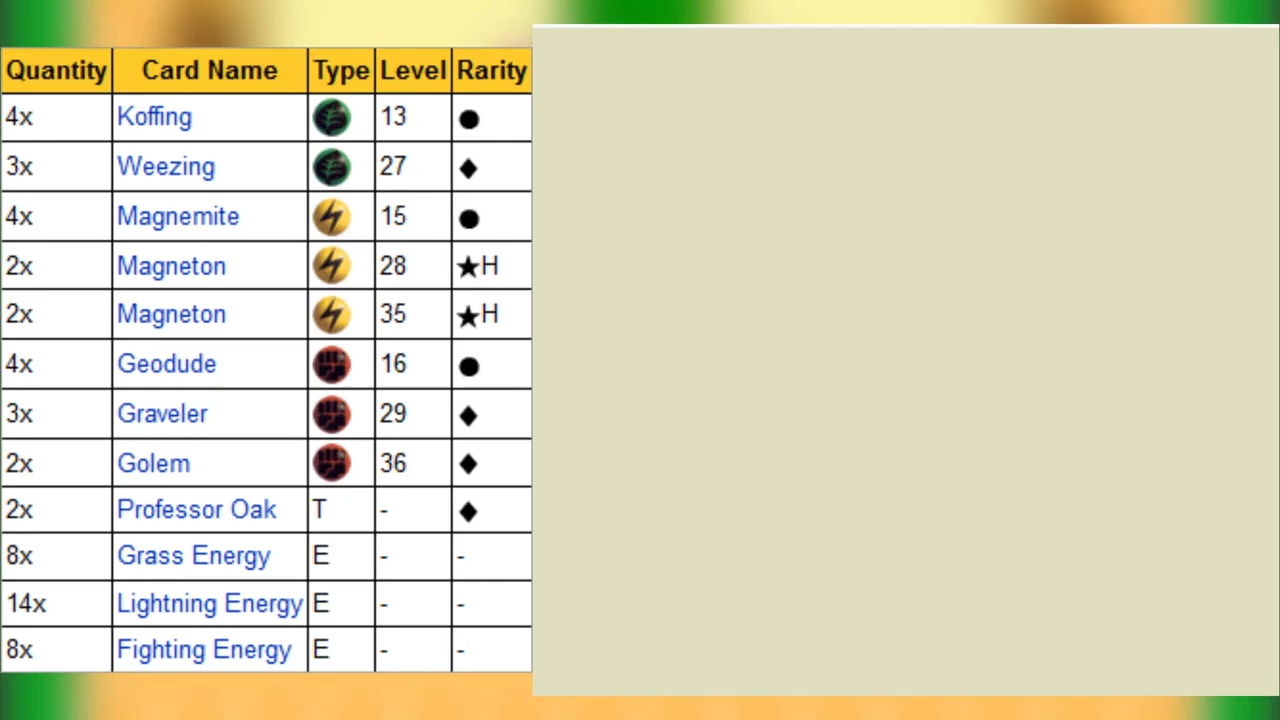 Quantity Card Name Type Level Rarity
4x Koffing 13 ●
3x Weezing 27 ◆
4x Magnemite 15 ●
2x Magneton 28 ★H
2x Magneton 35 ★H
4x Geodude 16 ●
3x Graveler 29 ◆
2x Golem 36 ◆
2x Professor Oak T - ◆
8x Grass Energy E - -
14x Lightning Energy E - -
8x Fighting Energy E - -